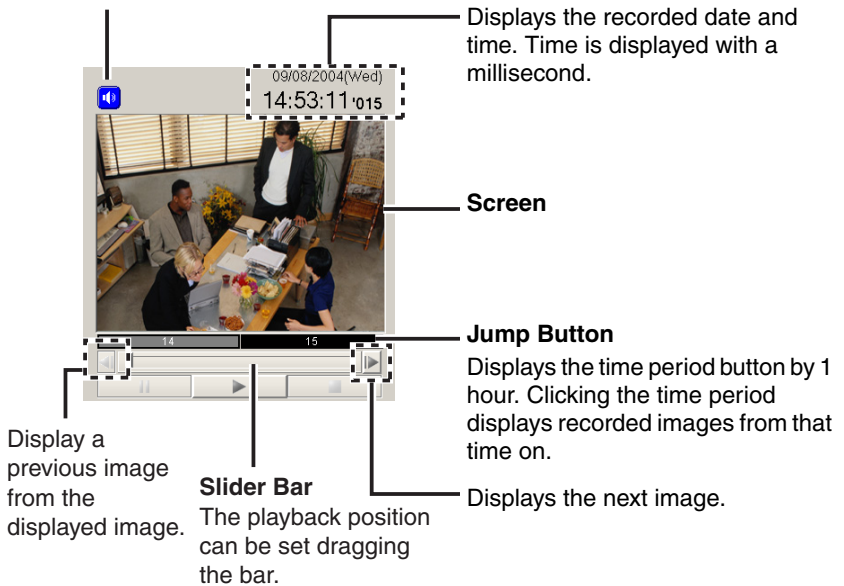 Displays the recorded date and
time. Time is displayed with a
millisecond.
09/08/2004(Wed)
14:53:11'015
Screen
14
15
Jump Button
Displays the time period button by 1
hour. Clicking the time period
displays recorded images from that
time on.
Display a
previous image
from the
displayed image.
Slider Bar
The playback position
can be set dragging
the bar.
Displays the next image.